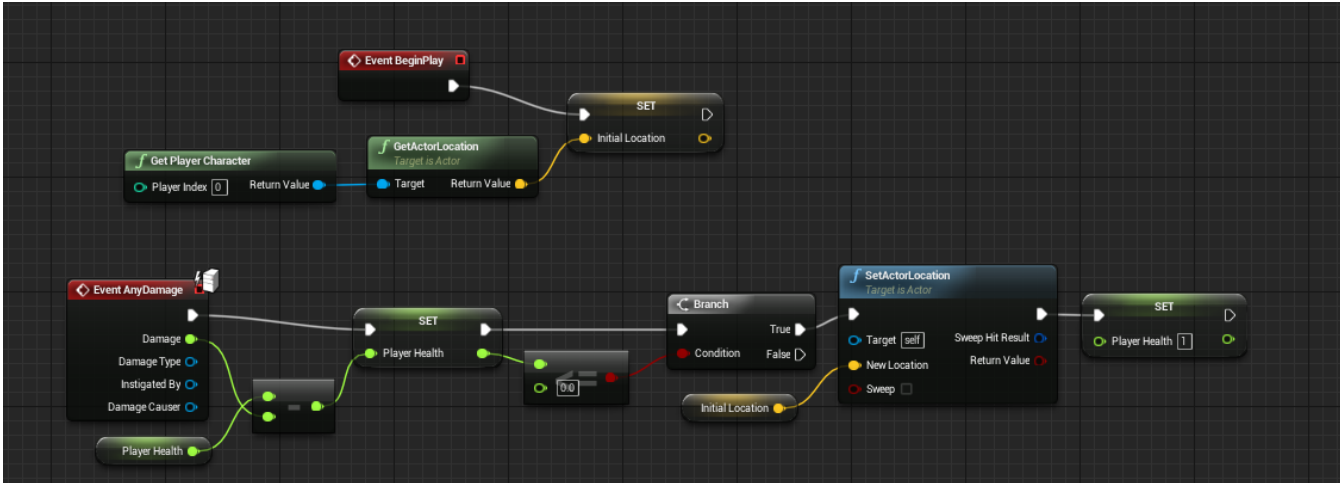 Event BeginPlay
SET
Initial Location
Get Player Character
Player Index 0 Return Value
GetActorLocation
Target is Actor
Target Return Value
Event AnyDamage
Damage
Damage Type
Instigated By
Damage Causer
Player Health
-
SET
Player Health
<=
0.0
Branch
True
Condition False
Initial Location
SetActorLocation
Target is Actor
Target self Sweep Hit Result
New Location Return Value
Sweep
SET
Player Health 1